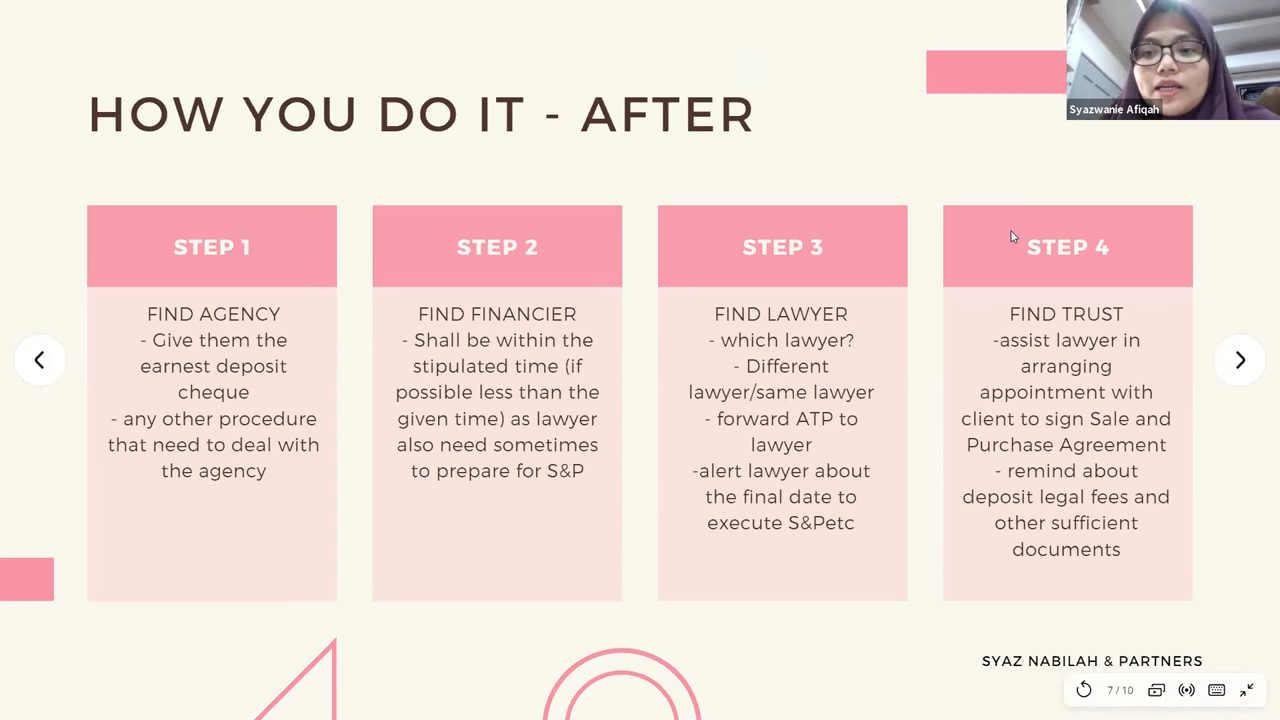 Syazwanie Afiqah
HOW YOU DO IT - AFTER
STEP 1
FIND AGENCY
- Give them the
earnest deposit
cheque
- any other procedure
that need to deal with
the agency
STEP 2
FIND FINANCIER
- Shall be within the
stipulated time (if
possible less than the
given time) as lawyer
also need sometimes
to prepare for S&P
STEP 3
FIND LAWYER
- which lawyer?
- Different
lawyer/same lawyer
- forward ATP to
lawyer
-alert lawyer about
the final date to
execute S&Petc
STEP 4
FIND TRUST
-assist lawyer in
arranging
appointment with
client to sign Sale and
Purchase Agreement
- remind about
deposit legal fees and
other sufficient
documents
SYAZ NABILAH & PARTNERS
7 / 10